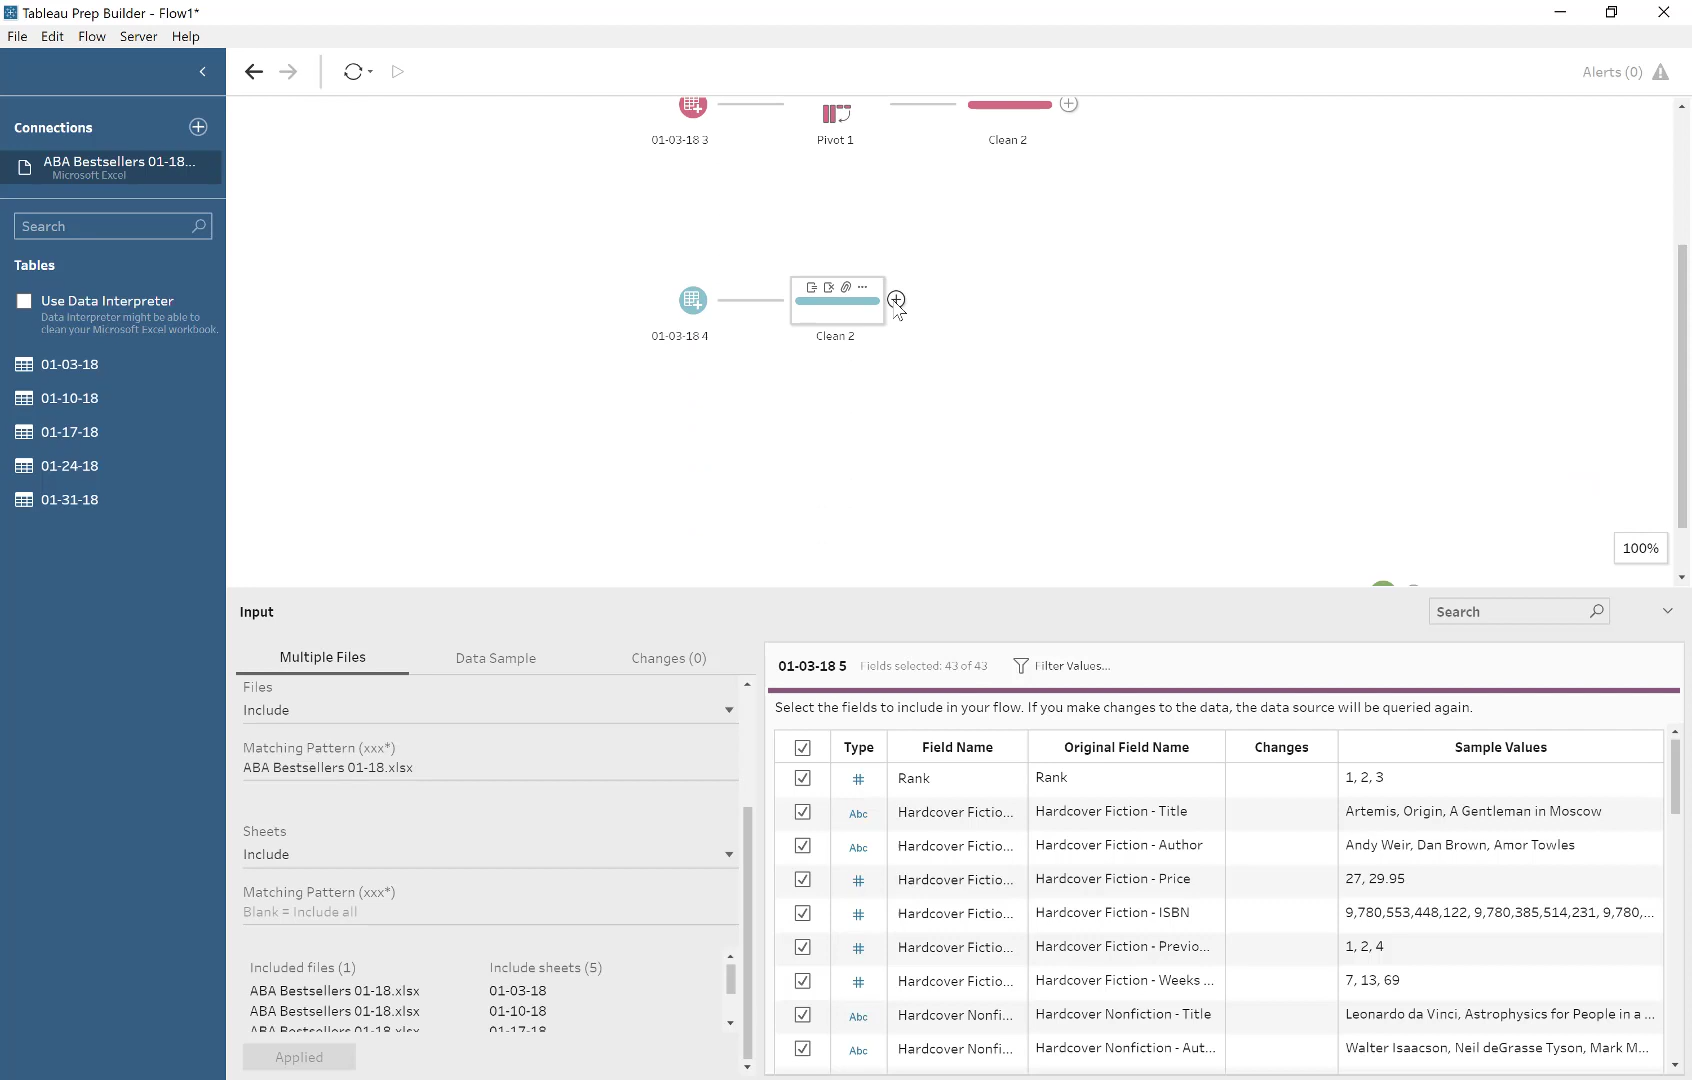 Tableau Prep Builder - Flow1*
File Edit Flow Server Help
Alerts (0)
Connections
ABA Bestsellers 01-18...
Microsoft Excel
Search
Tables
Use Data Interpreter
Data Interpreter might be able to
clean your Microsoft Excel workbook.
01-03-18
01-10-18
01-17-18
01-24-18
01-31-18
01-03-18 3
Pivot 1
Clean 2
01-03-18 4
Clean 2
100%
Input
Search
Multiple Files
Data Sample
Changes (0)
Files
Include
Matching Pattern (xxx*)
ABA Bestsellers 01-18.xlsx
Sheets
Include
Matching Pattern (xxx*)
Blank = Include all
Included files (1) Include sheets (5)
ABA Bestsellers 01-18.xlsx 01-03-18
ABA Bestsellers 01-18.xlsx 01-10-18
ABA Bestsellers 01-18.xlsx 01-17-18
Applied
01-03-18 5 Fields selected: 43 of 43 Filter Values...
Select the fields to include in your flow. If you make changes to the data, the data source will be queried again.
Type Field Name Original Field Name Changes Sample Values
# Rank Rank 1, 2, 3
Abc Hardcover Fictio... Hardcover Fiction - Title Artemis, Origin, A Gentleman in Moscow
Abc Hardcover Fictio... Hardcover Fiction - Author Andy Weir, Dan Brown, Amor Towles
# Hardcover Fictio... Hardcover Fiction - Price 27, 29.95
# Hardcover Fictio... Hardcover Fiction - ISBN 9,780,553,448,122, 9,780,385,514,231, 9,780,...
# Hardcover Fictio... Hardcover Fiction - Previo... 1, 2, 4
# Hardcover Fictio... Hardcover Fiction - Weeks ... 7, 13, 69
Abc Hardcover Nonfi... Hardcover Nonfiction - Title Leonardo da Vinci, Astrophysics for People in a ...
Abc Hardcover Nonfi... Hardcover Nonfiction - Aut... Walter Isaacson, Neil deGrasse Tyson, Mark M...